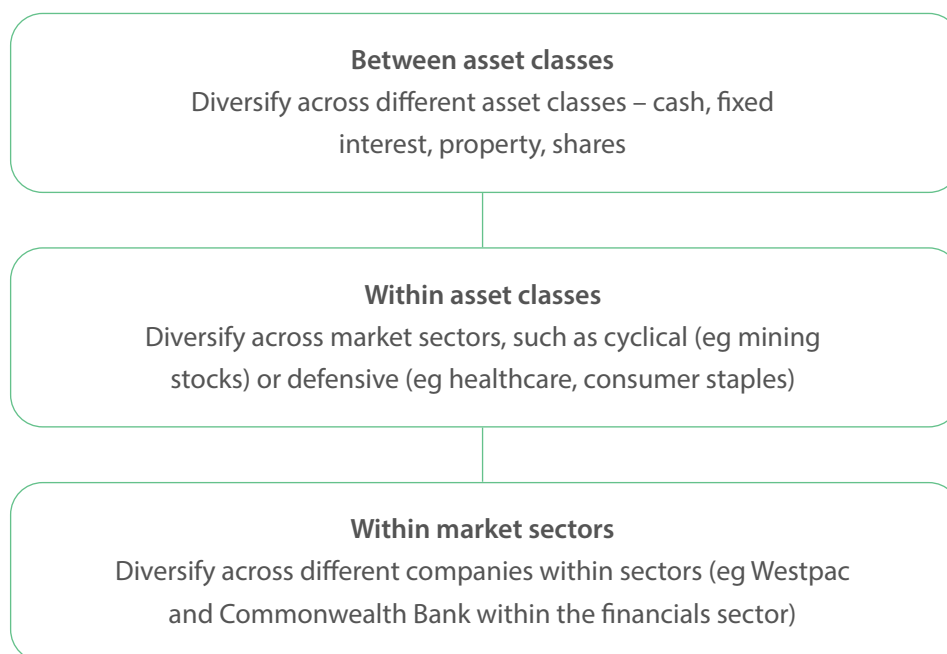 Between asset classes
Diversify across different asset classes – cash, fixed
interest, property, shares
Within asset classes
Diversify across market sectors, such as cyclical (eg mining
stocks) or defensive (eg healthcare, consumer staples)
Within market sectors
Diversify across different companies within sectors (eg Westpac
and Commonwealth Bank within the financials sector)